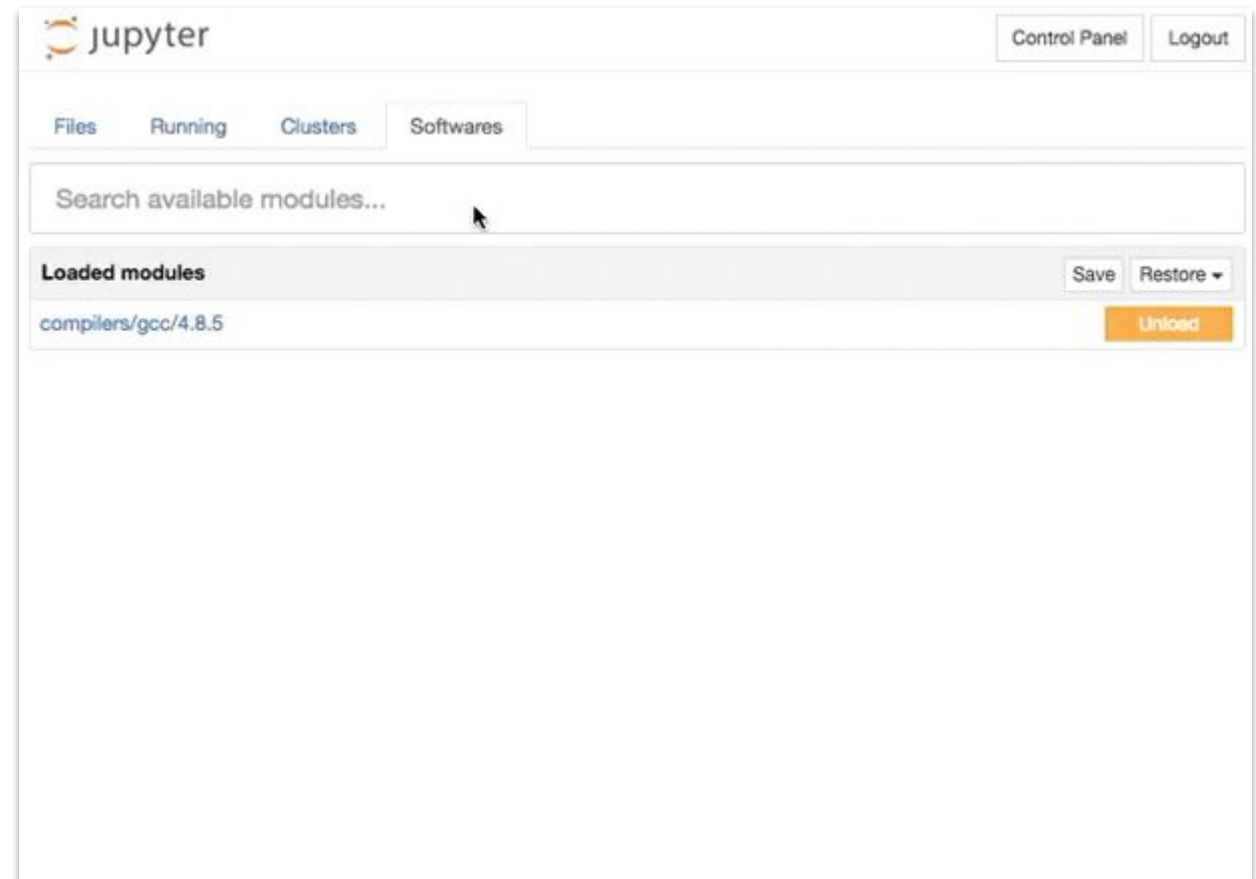 jupyter
Control Panel Logout
Files Running Clusters Softwares
Search available modules...
Loaded modules Save Restore
compilers/gcc/4.8.5 Unload